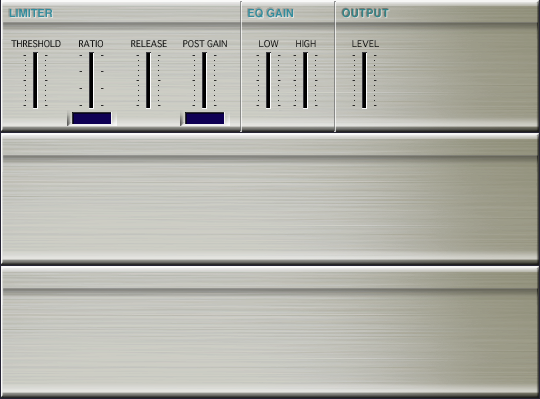 LIMITER EQ GAIN OUTPUT
THRESHOLD RATIO RELEASE POST GAIN LOW HIGH LEVEL